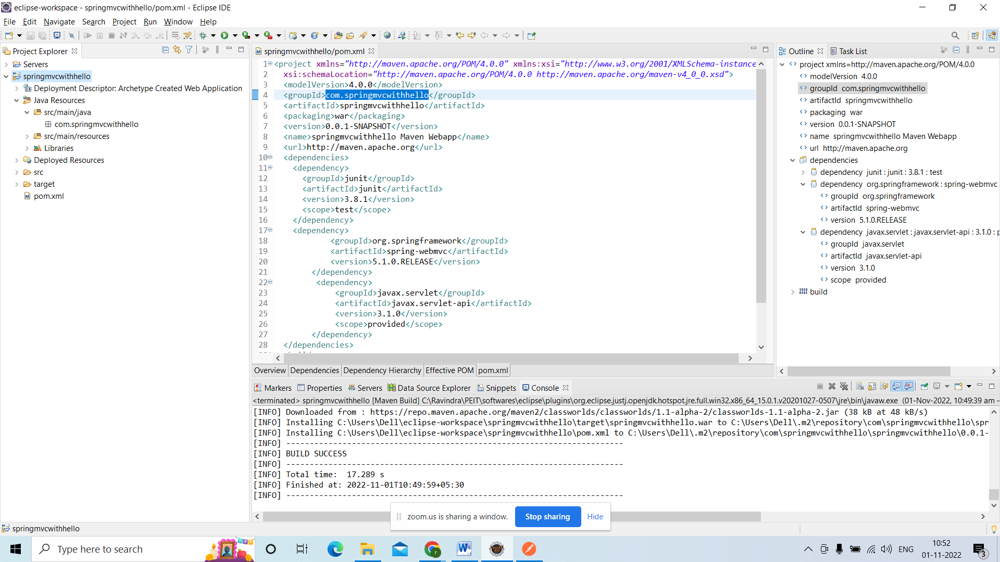 eclipse-workspace - springmvcwithhello/pom.xml - Eclipse IDE
File Edit Navigate Search Project Run Window Help
Project Explorer
Servers
springmvcwithhello
Deployment Descriptor: Archetype Created Web Application
Java Resources
src/main/java
com.springmvcwithhello
src/main/resources
Libraries
Deployed Resources
src
target
pom.xml
springmvcwithhello/pom.xml
1 <project xmlns="http://maven.apache.org/POM/4.0.0" xmlns:xsi="http://www.w3.org/2001/XMLSchema-instance
2 xsi:schemaLocation="http://maven.apache.org/POM/4.0.0 http://maven.apache.org/maven-v4_0_0.xsd">
3 <modelVersion>4.0.0</modelVersion>
4 <groupId>com.springmvcwithhello</groupId>
5 <artifactId>springmvcwithhello</artifactId>
6 <packaging>war</packaging>
7 <version>0.0.1-SNAPSHOT</version>
8 <name>springmvcwithhello Maven Webapp</name>
9 <url>http://maven.apache.org</url>
10 <dependencies>
11 <dependency>
12 <groupId>junit</groupId>
13 <artifactId>junit</artifactId>
14 <version>3.8.1</version>
15 <scope>test</scope>
16 </dependency>
17 <dependency>
18 <groupId>org.springframework</groupId>
19 <artifactId>spring-webmvc</artifactId>
20 <version>5.1.0.RELEASE</version>
21 </dependency>
22 <dependency>
23 <groupId>javax.servlet</groupId>
24 <artifactId>javax.servlet-api</artifactId>
25 <version>3.1.0</version>
26 <scope>provided</scope>
27 </dependency>
28 </dependencies>
Overview Dependencies Dependency Hierarchy Effective POM pom.xml
Outline Task List
project xmlns=http://maven.apache.org/POM/4.0.0
modelVersion 4.0.0
groupId com.springmvcwithhello
artifactId springmvcwithhello
packaging war
version 0.0.1-SNAPSHOT
name springmvcwithhello Maven Webapp
url http://maven.apache.org
dependencies
dependency junit : junit : 3.8.1 : test
dependency org.springframework : spring-webmvc
groupId org.springframework
artifactId spring-webmvc
version 5.1.0.RELEASE
dependency javax.servlet : javax.servlet-api : 3.1.0 : p
groupId javax.servlet
artifactId javax.servlet-api
version 3.1.0
scope provided
build
Markers Properties Servers Data Source Explorer Snippets Console
<terminated> springmvcwithhello [Maven Build] C:\Ravindra\PEIT\softwares\eclipse\plugins\org.eclipse.justj.openjdk.hotspot.jre.full.win32.x86_64_15.0.1.v20201027-0507\jre\bin\javaw.exe (01-Nov-2022, 10:49:39 am –
[INFO] Downloaded from : https://repo.maven.apache.org/maven2/classworlds/classworlds/1.1-alpha-2/classworlds-1.1-alpha-2.jar (38 kB at 48 kB/s)
[INFO] Installing C:\Users\Dell\eclipse-workspace\springmvcwithhello\target\springmvcwithhello.war to C:\Users\Dell\.m2\repository\com\springmvcwithhello\spr
[INFO] Installing C:\Users\Dell\eclipse-workspace\springmvcwithhello\pom.xml to C:\Users\Dell\.m2\repository\com\springmvcwithhello\springmvcwithhello\0.0.1-
[INFO] ------------------------------------------------------------------------
[INFO] BUILD SUCCESS
[INFO] ------------------------------------------------------------------------
[INFO] Total time:  17.289 s
[INFO] Finished at: 2022-11-01T10:49:59+05:30
[INFO] ------------------------------------------------------------------------
zoom.us is sharing a window. Stop sharing Hide
springmvcwithhello
Type here to search
ENG
10:52
01-11-2022
3